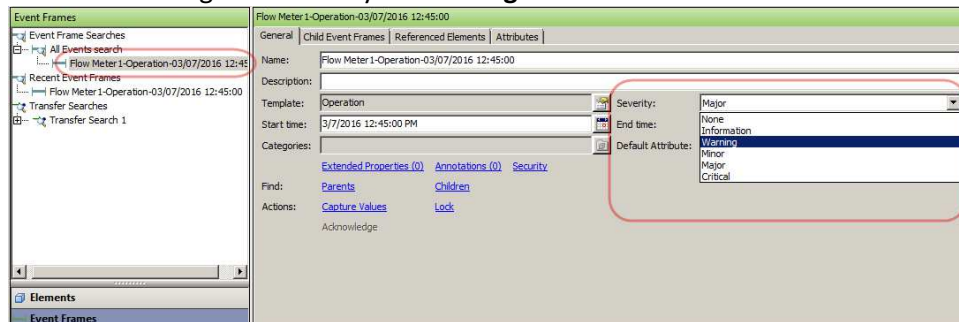 Event Frames
Event Frame Searches
All Events search
Flow Meter1-Operation-03/07/2016 12:45
Recent Event Frames
Flow Meter1-Operation-03/07/2016 12:45:00
Transfer Searches
Transfer Search 1
Elements
Event Frames
Flow Meter1-Operation-03/07/2016 12:45:00
General Child Event Frames Referenced Elements Attributes
Name: Flow Meter1-Operation-03/07/2016 12:45:00
Description:
Template: Operation Severity: Major
Start time: 3/7/2016 12:45:00 PM End time:
Categories: Default Attribute:
None
Information
Warning
Minor
Major
Critical
Extended Properties (0) Annotations (0) Security
Find: Parents Children
Actions: Capture Values Lock
Acknowledge